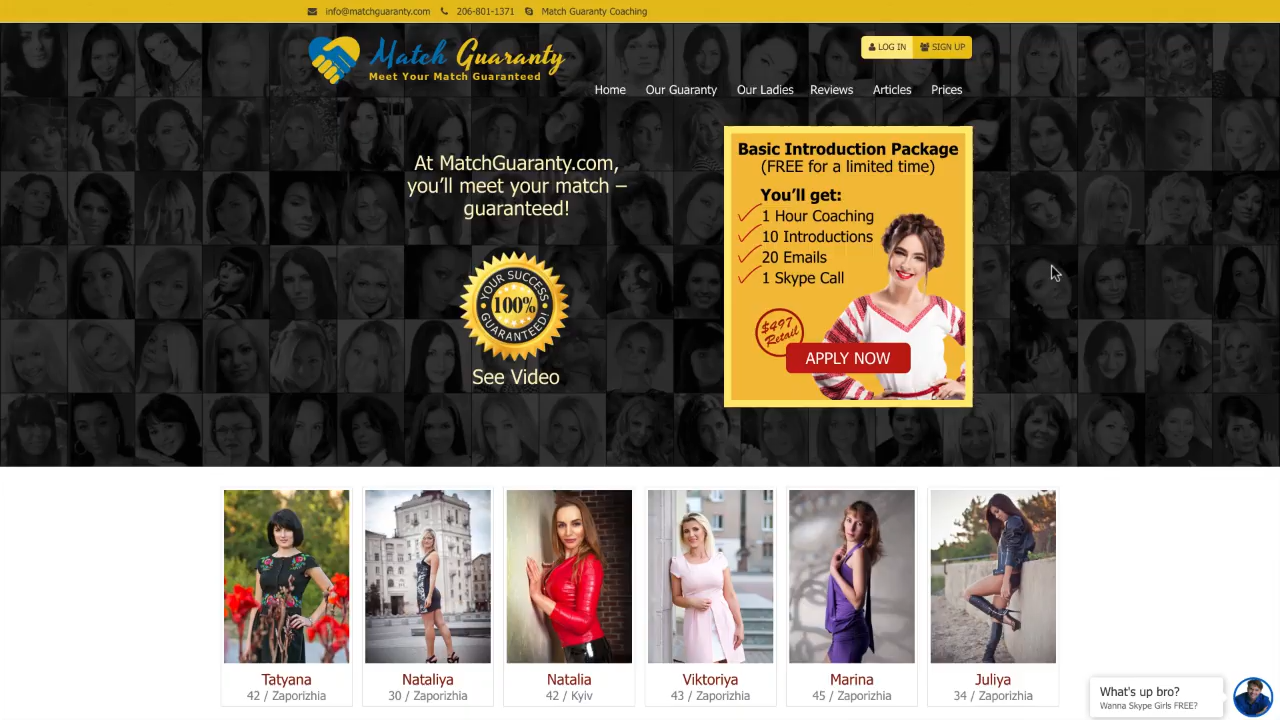 info@matchguaranty.com 206-801-1371 Match Guaranty Coaching
Match Guaranty
Meet Your Match Guaranteed
LOG IN SIGN UP
Home Our Guaranty Our Ladies Reviews Articles Prices
At MatchGuaranty.com,
you'll meet your match –
guaranteed!
YOUR SUCCESS
100%
GUARANTEED!
See Video
Basic Introduction Package
(FREE for a limited time)
You'll get:
1 Hour Coaching
10 Introductions
20 Emails
1 Skype Call
$497
Retail
APPLY NOW
Tatyana
42 / Zaporizhia
Nataliya
30 / Zaporizhia
Natalia
42 / Kyiv
Viktoriya
43 / Zaporizhia
Marina
45 / Zaporizhia
Juliya
34 / Zaporizhia
What's up bro?
Wanna Skype Girls FREE?